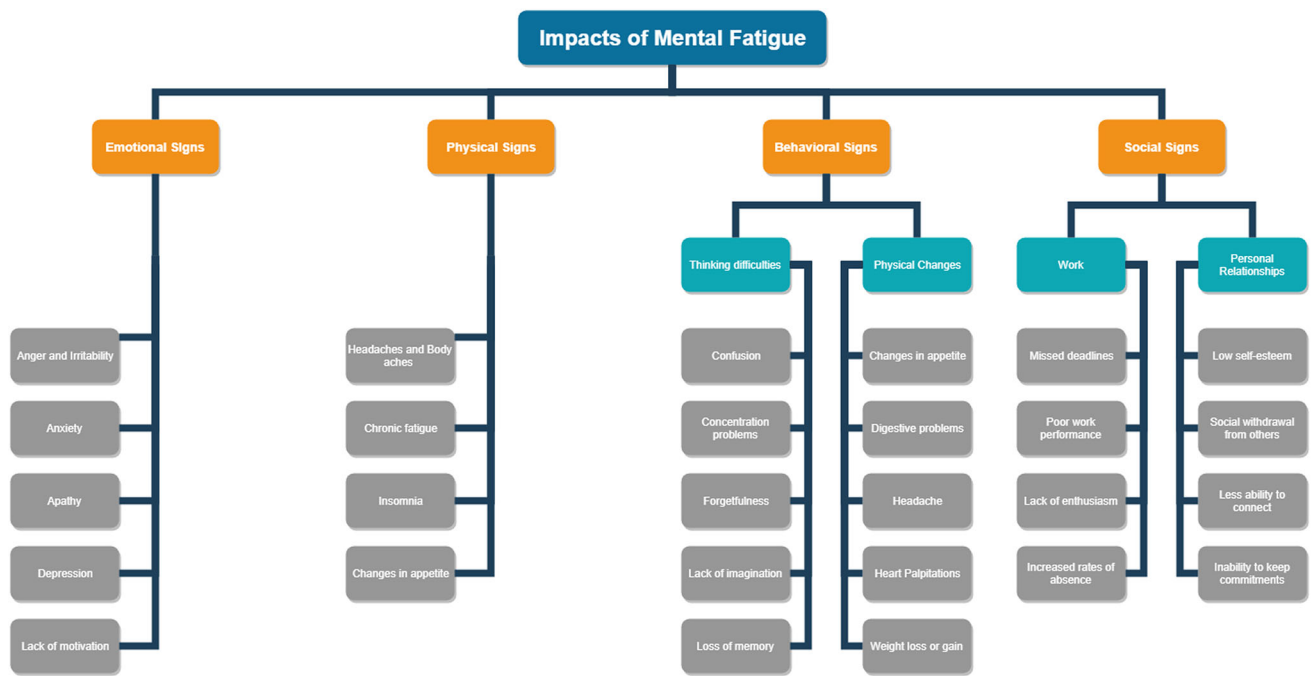 Impacts of Mental Fatigue
Emotional SIgns
Physical Signs
Behavioral Signs
Social Signs
Thinking difficulties
Physical Changes
Work
Personal
Relationships
Anger and Irritability
Anxiety
Apathy
Depression
Lack of motivation
Headaches and Body
aches
Chronic fatigue
Insomnia
Changes in appetite
Confusion
Concentration
problems
Forgetfulness
Lack of imagination
Loss of memory
Changes in appetite
Digestive problems
Headache
Heart Palpitations
Weight loss or gain
Missed deadlines
Poor work
performance
Lack of enthusiasm
Increased rates of
absence
Low self-esteem
Social withdrawal
from others
Less ability to
connect
Inability to keep
commitments